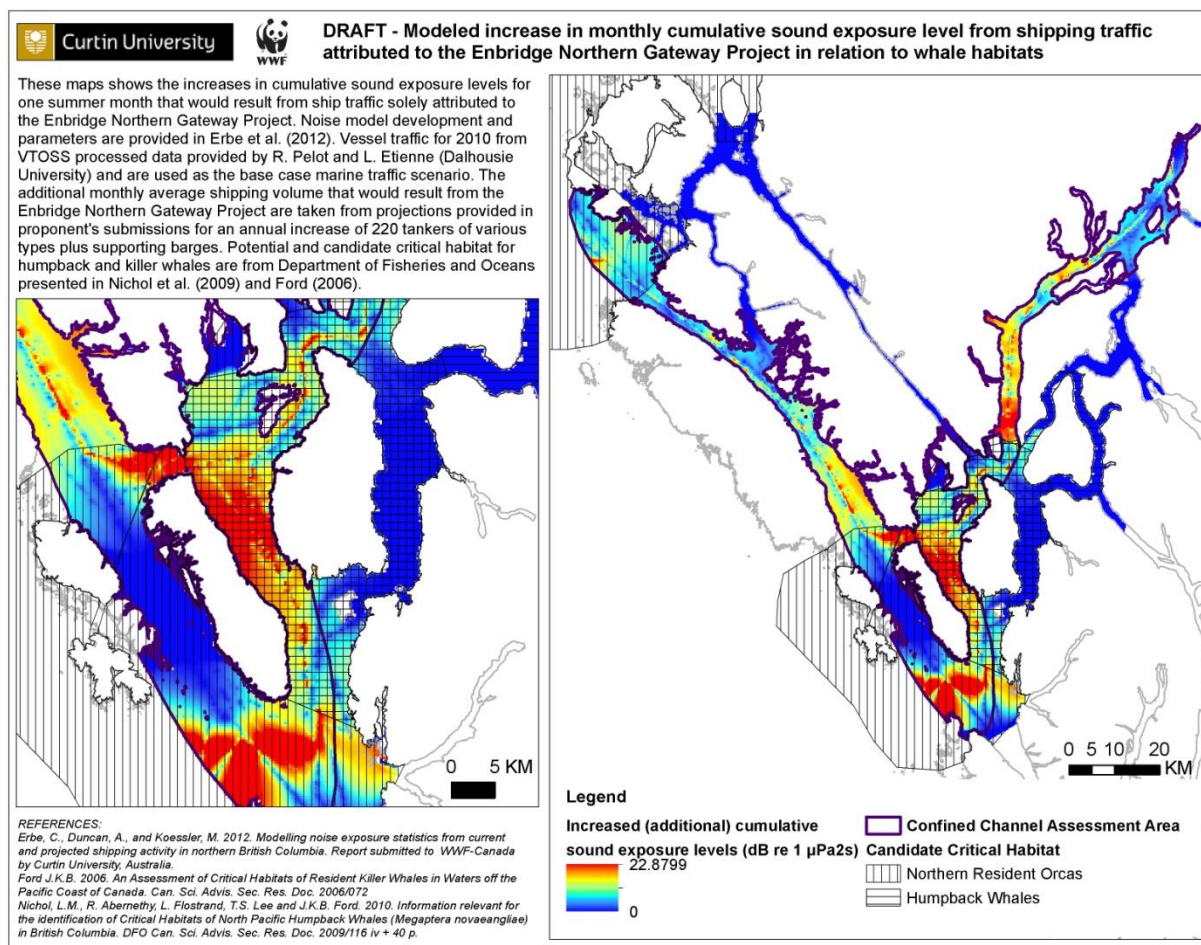 Curtin University
WWF
DRAFT - Modeled increase in monthly cumulative sound exposure level from shipping traffic
attributed to the Enbridge Northern Gateway Project in relation to whale habitats
These maps shows the increases in cumulative sound exposure levels for
one summer month that would result from ship traffic solely attributed to
the Enbridge Northern Gateway Project. Noise model development and
parameters are provided in Erbe et al. (2012). Vessel traffic for 2010 from
VTOSS processed data provided by R. Pelot and L. Etienne (Dalhousie
University) and are used as the base case marine traffic scenario. The
additional monthly average shipping volume that would result from the
Enbridge Northern Gateway Project are taken from projections provided in
proponent's submissions for an annual increase of 220 tankers of various
types plus supporting barges. Potential and candidate critical habitat for
humpback and killer whales are from Department of Fisheries and Oceans
presented in Nichol et al. (2009) and Ford (2006).
0 5 KM
REFERENCES:
Erbe, C., Duncan, A., and Koessler, M. 2012. Modelling noise exposure statistics from current
and projected shipping activity in northern British Columbia. Report submitted to WWF-Canada
by Curtin University, Australia.
Ford J.K.B. 2006. An Assessment of Critical Habitats of Resident Killer Whales in Waters off the
Pacific Coast of Canada. Can. Sci. Advis. Sec. Res. Doc. 2006/072
Nichol, L.M., R. Abernethy, L. Flostrand, T.S. Lee and J.K.B. Ford. 2010. Information relevant for
the identification of Critical Habitats of North Pacific Humpback Whales (Megaptera novaeangliae)
in British Columbia. DFO Can. Sci. Advis. Sec. Res. Doc. 2009/116 iv + 40 p.
0 5 10 20
KM
Legend
Increased (additional) cumulative
sound exposure levels (dB re 1 µPa2s)
22.8799
0
Confined Channel Assessment Area
Candidate Critical Habitat
Northern Resident Orcas
Humpback Whales